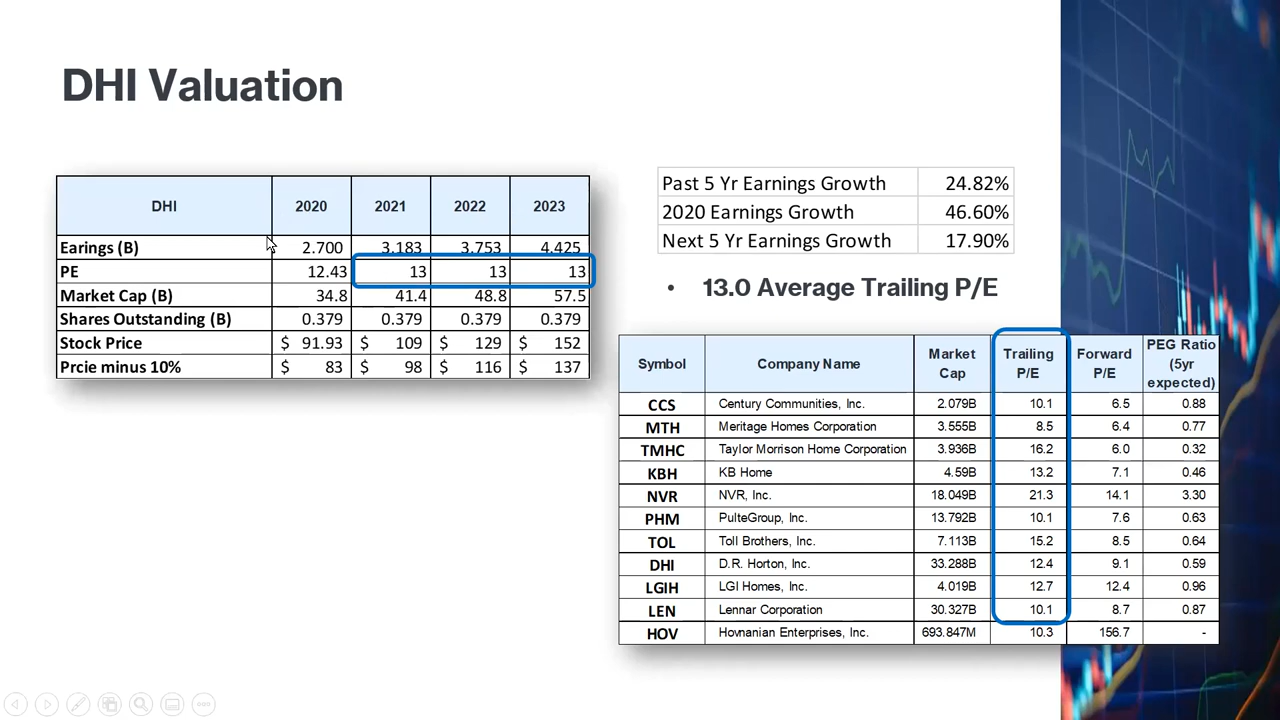 DHI Valuation
DHI 2020 2021 2022 2023
Earings (B) 2.700 3.183 3.753 4.425
PE 12.43 13 13 13
Market Cap (B) 34.8 41.4 48.8 57.5
Shares Outstanding (B) 0.379 0.379 0.379 0.379
Stock Price $ 91.93 $ 109 $ 129 $ 152
Prcie minus 10% $ 83 $ 98 $ 116 $ 137
Past 5 Yr Earnings Growth 24.82%
2020 Earnings Growth 46.60%
Next 5 Yr Earnings Growth 17.90%
• 13.0 Average Trailing P/E
Symbol Company Name Market Cap Trailing P/E Forward P/E PEG Ratio (5yr expected)
CCS Century Communities, Inc. 2.079B 10.1 6.5 0.88
MTH Meritage Homes Corporation 3.555B 8.5 6.4 0.77
TMHC Taylor Morrison Home Corporation 3.936B 16.2 6.0 0.32
KBH KB Home 4.59B 13.2 7.1 0.46
NVR NVR, Inc. 18.049B 21.3 14.1 3.30
PHM PulteGroup, Inc. 13.792B 10.1 7.6 0.63
TOL Toll Brothers, Inc. 7.113B 15.2 8.5 0.64
DHI D.R. Horton, Inc. 33.288B 12.4 9.1 0.59
LGIH LGI Homes, Inc. 4.019B 12.7 12.4 0.96
LEN Lennar Corporation 30.327B 10.1 8.7 0.87
HOV Hovnanian Enterprises, Inc. 693.847M 10.3 156.7 -